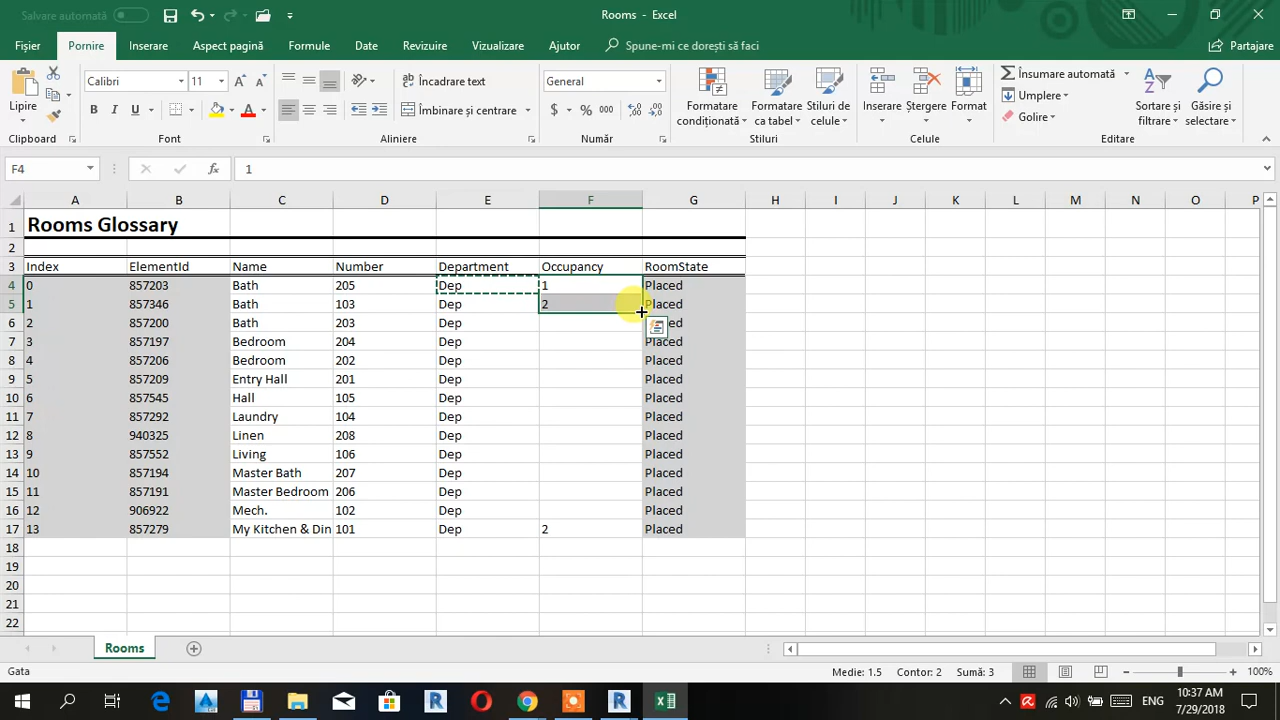 Salvare automată
Rooms - Excel
Fișier Pornire Inserare Aspect pagină Formule Date Revizuire Vizualizare Ajutor Spune-mi ce dorești să faci Partajare
Lipire
Clipboard
Calibri 11
B I U
Font
Încadrare text
Îmbinare și centrare
Aliniere
General
$ % 000
Număr
Formatare condiționată
Formatare ca tabel
Stiluri de celule
Stiluri
Inserare Ștergere Format
Celule
Însumare automată
Umplere
Golire
Sortare și filtrare
Găsire și selectare
Editare
F4 fx 1
A B C D E F G H I J K L M N O P
1 Rooms Glossary
2
3 Index ElementId Name Number Department Occupancy RoomState
4 0 857203 Bath 205 Dep 1 Placed
5 1 857346 Bath 103 Dep 2 Placed
6 2 857200 Bath 203 Dep ed
7 3 857197 Bedroom 204 Dep Placed
8 4 857206 Bedroom 202 Dep Placed
9 5 857209 Entry Hall 201 Dep Placed
10 6 857545 Hall 105 Dep Placed
11 7 857292 Laundry 104 Dep Placed
12 8 940325 Linen 208 Dep Placed
13 9 857552 Living 106 Dep Placed
14 10 857194 Master Bath 207 Dep Placed
15 11 857191 Master Bedroom 206 Dep Placed
16 12 906922 Mech. 102 Dep Placed
17 13 857279 My Kitchen & Din 101 Dep 2 Placed
18
19
20
21
22
Rooms
Gata Medie: 1.5 Contor: 2 Sumă: 3 100%
ENG
10:37 AM
7/29/2018